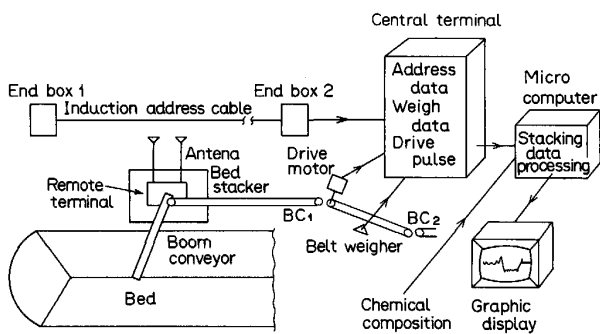 Central terminal
Address
data
Weigh
data
Drive
pulse
Micro
computer
Stacking
data
processing
End box 1
Induction address cable
End box 2
Antena
Bed
stacker
Drive
motor
Remote
terminal
BC1
BC2
Belt weigher
Boom
conveyor
Bed
Chemical
composition
Graphic
display